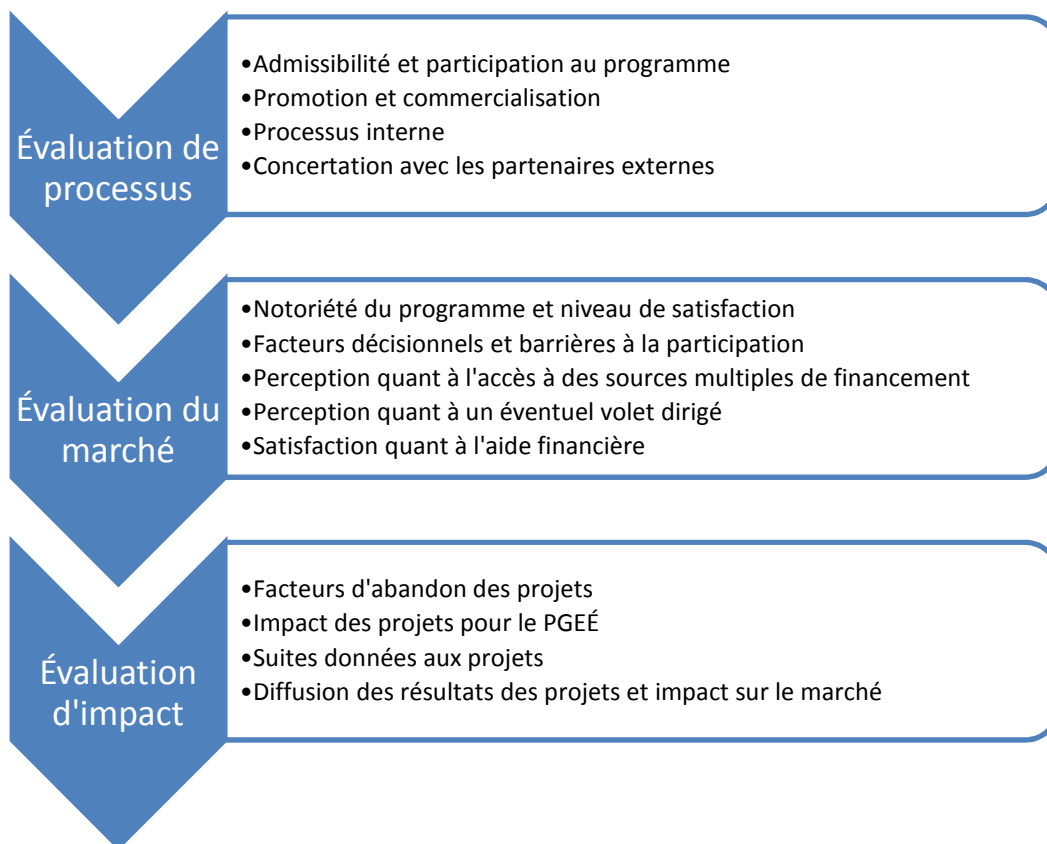 Évaluation de
processus
•Admissibilité et participation au programme
•Promotion et commercialisation
•Processus interne
•Concertation avec les partenaires externes
Évaluation du
marché
•Notoriété du programme et niveau de satisfaction
•Facteurs décisionnels et barrières à la participation
•Perception quant à l'accès à des sources multiples de financement
•Perception quant à un éventuel volet dirigé
•Satisfaction quant à l'aide financière
Évaluation
d'impact
•Facteurs d'abandon des projets
•Impact des projets pour le PGEÉ
•Suites données aux projets
•Diffusion des résultats des projets et impact sur le marché